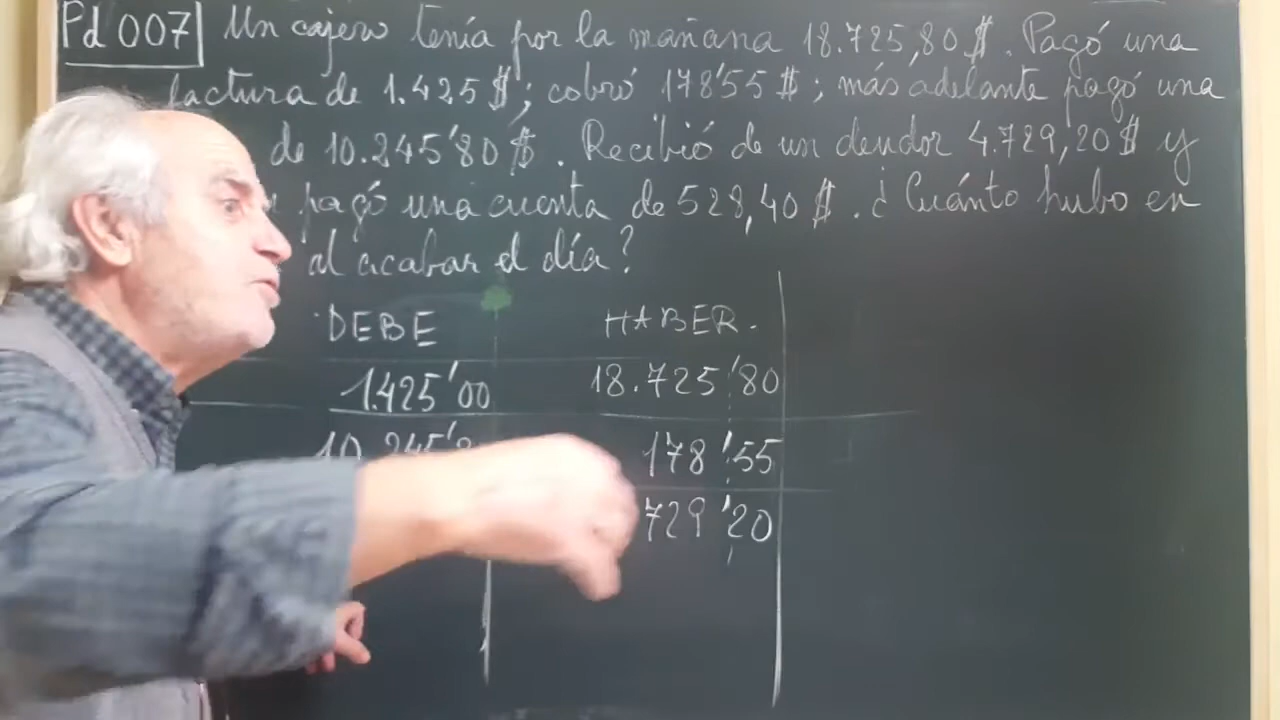 Pd 007 Un cajero tenía por la mañana 18.725,80 $. Pagó una
factura de 1.425 $; cobró 178'55 $; más adelante pagó una
de 10.245'80 $. Recibió de un deudor 4.729,20 $ y
pagó una cuenta de 528,40 $. ¿Cuánto hubo en
al acabar el día?
DEBE HABER.
1.425'00 18.725'80
10.245'8 178'55
729'20